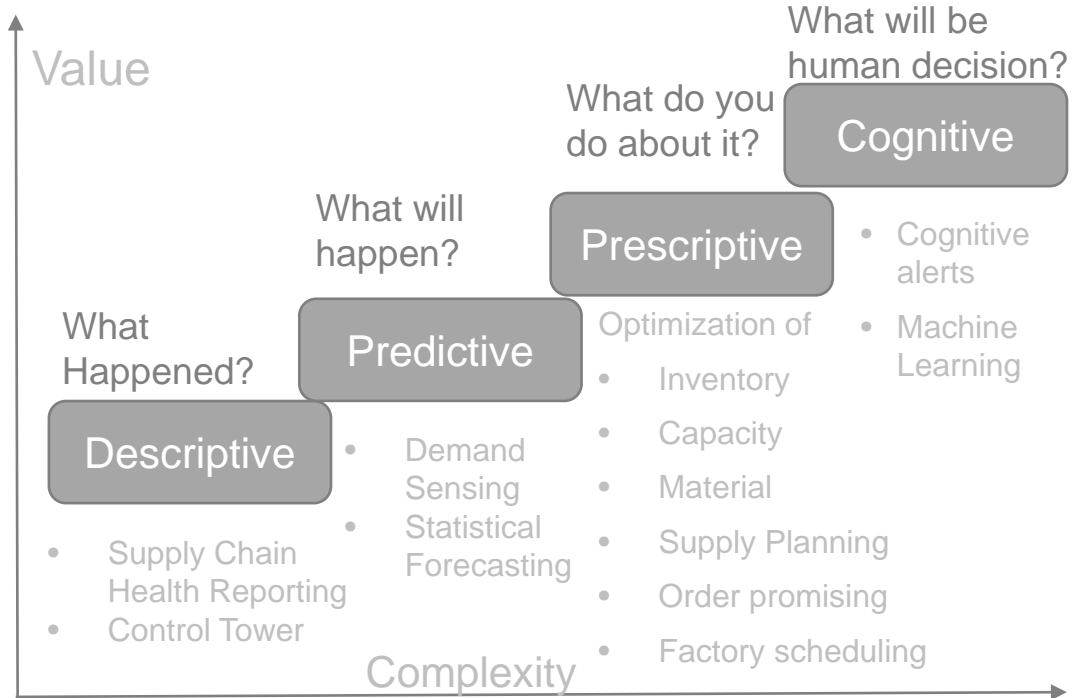 Value
What will be
human decision?
Cognitive
What do you
do about it?
Prescriptive
• Cognitive
alerts
• Machine
Learning
What will
happen?
Predictive
Optimization of
• Inventory
• Capacity
• Material
• Supply Planning
• Order promising
• Factory scheduling
What
Happened?
Descriptive
• Demand
Sensing
• Statistical
Forecasting
• Supply Chain
Health Reporting
• Control Tower
Complexity